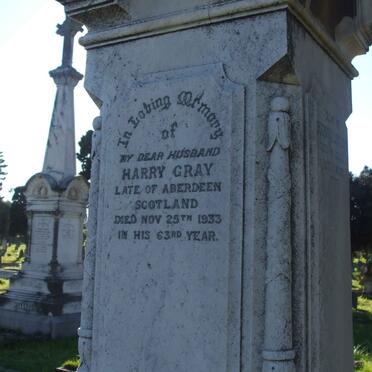 In Loving Memory
of
MY DEAR HUSBAND
HARRY GRAY
LATE OF ABERDEEN
SCOTLAND
DIED NOV 25TH 1933
IN HIS 63RD YEAR.